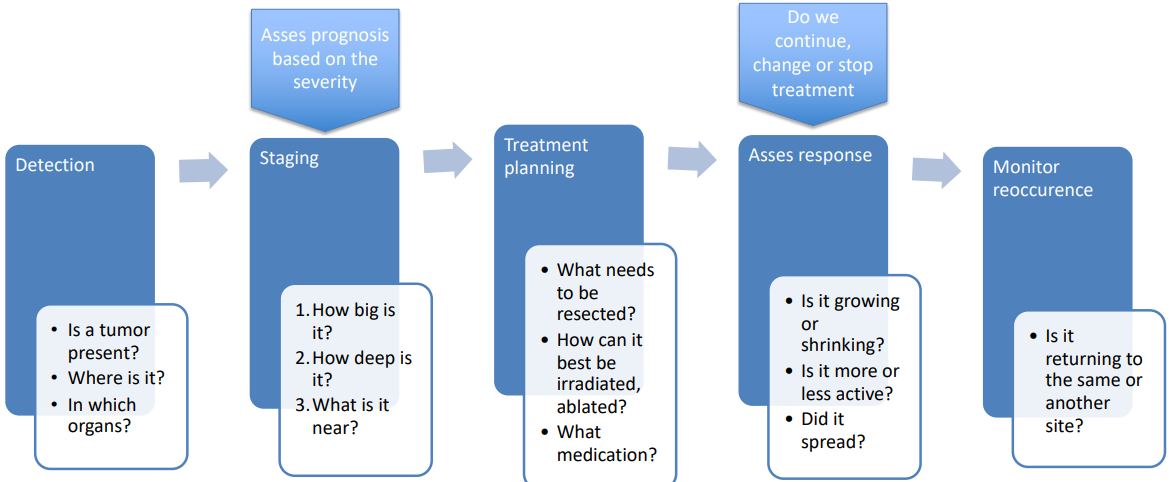 Asses prognosis
based on the
severity
Do we
continue,
change or stop
treatment
Detection
• Is a tumor
present?
• Where is it?
• In which
organs?
Staging
1. How big is
it?
2. How deep is
it?
3. What is it
near?
Treatment
planning
• What needs
to be
resected?
• How can it
best be
irradiated,
ablated?
• What
medication?
Asses response
• Is it growing
or
shrinking?
• Is it more or
less active?
• Did it
spread?
Monitor
reoccurence
• Is it
returning to
the same or
another
site?